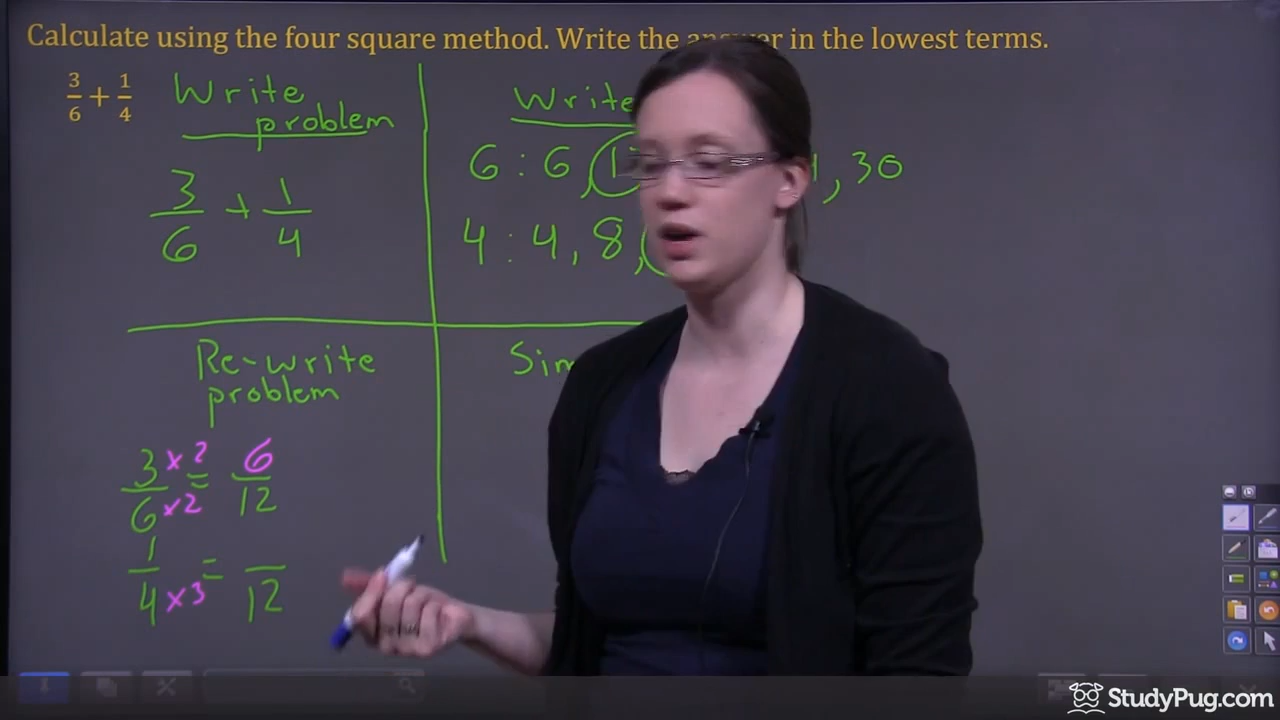 Calculate using the four square method. Write the answer in the lowest terms.
3/6 + 1/4
Write problem
3/6 + 1/4
Write
6 : 6, 30
4 : 4, 8,
Re-write problem
3/6 ×2/×2 = 6/12
1/4 ×3 = /12
StudyPug.com